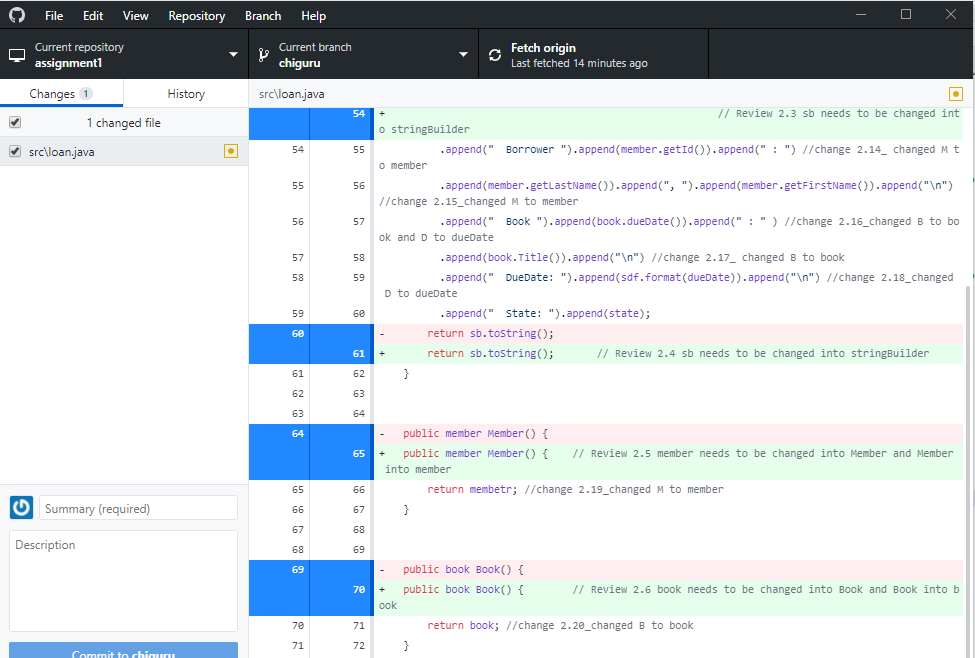 File Edit View Repository Branch Help
Current repository
assignment1
Current branch
chiguru
Fetch origin
Last fetched 14 minutes ago
Changes 1 History
src\loan.java
1 changed file
src\loan.java
54 + // Review 2.3 sb needs to be changed int
o stringBuilder
54 55 .append("  Borrower ").append(member.getId()).append(" : ") //change 2.14_ changed M t
o member
55 56 .append(member.getLastName()).append(", ").append(member.getFirstName()).append("\n")
//change 2.15_changed M to member
56 57 .append("  Book ").append(book.dueDate()).append(" : " ) //change 2.16_changed B to bo
ok and D to dueDate
57 58 .append(book.Title()).append("\n") //change 2.17_ changed B to book
58 59 .append("  DueDate: ").append(sdf.format(dueDate)).append("\n") //change 2.18_changed
D to dueDate
59 60 .append("  State: ").append(state);
60 - return sb.toString();
61 + return sb.toString(); // Review 2.4 sb needs to be changed into stringBuilder
61 62 }
62 63
63 64
64 - public member Member() {
65 + public member Member() { // Review 2.5 member needs to be changed into Member and Member
into member
65 66 return membetr; //change 2.19_changed M to member
66 67 }
67 68
68 69
69 - public book Book() {
70 + public book Book() { // Review 2.6 book needs to be changed into Book and Book into b
ook
70 71 return book; //change 2.20_changed B to book
71 72 }
Summary (required)
Description
Commit to chiguru